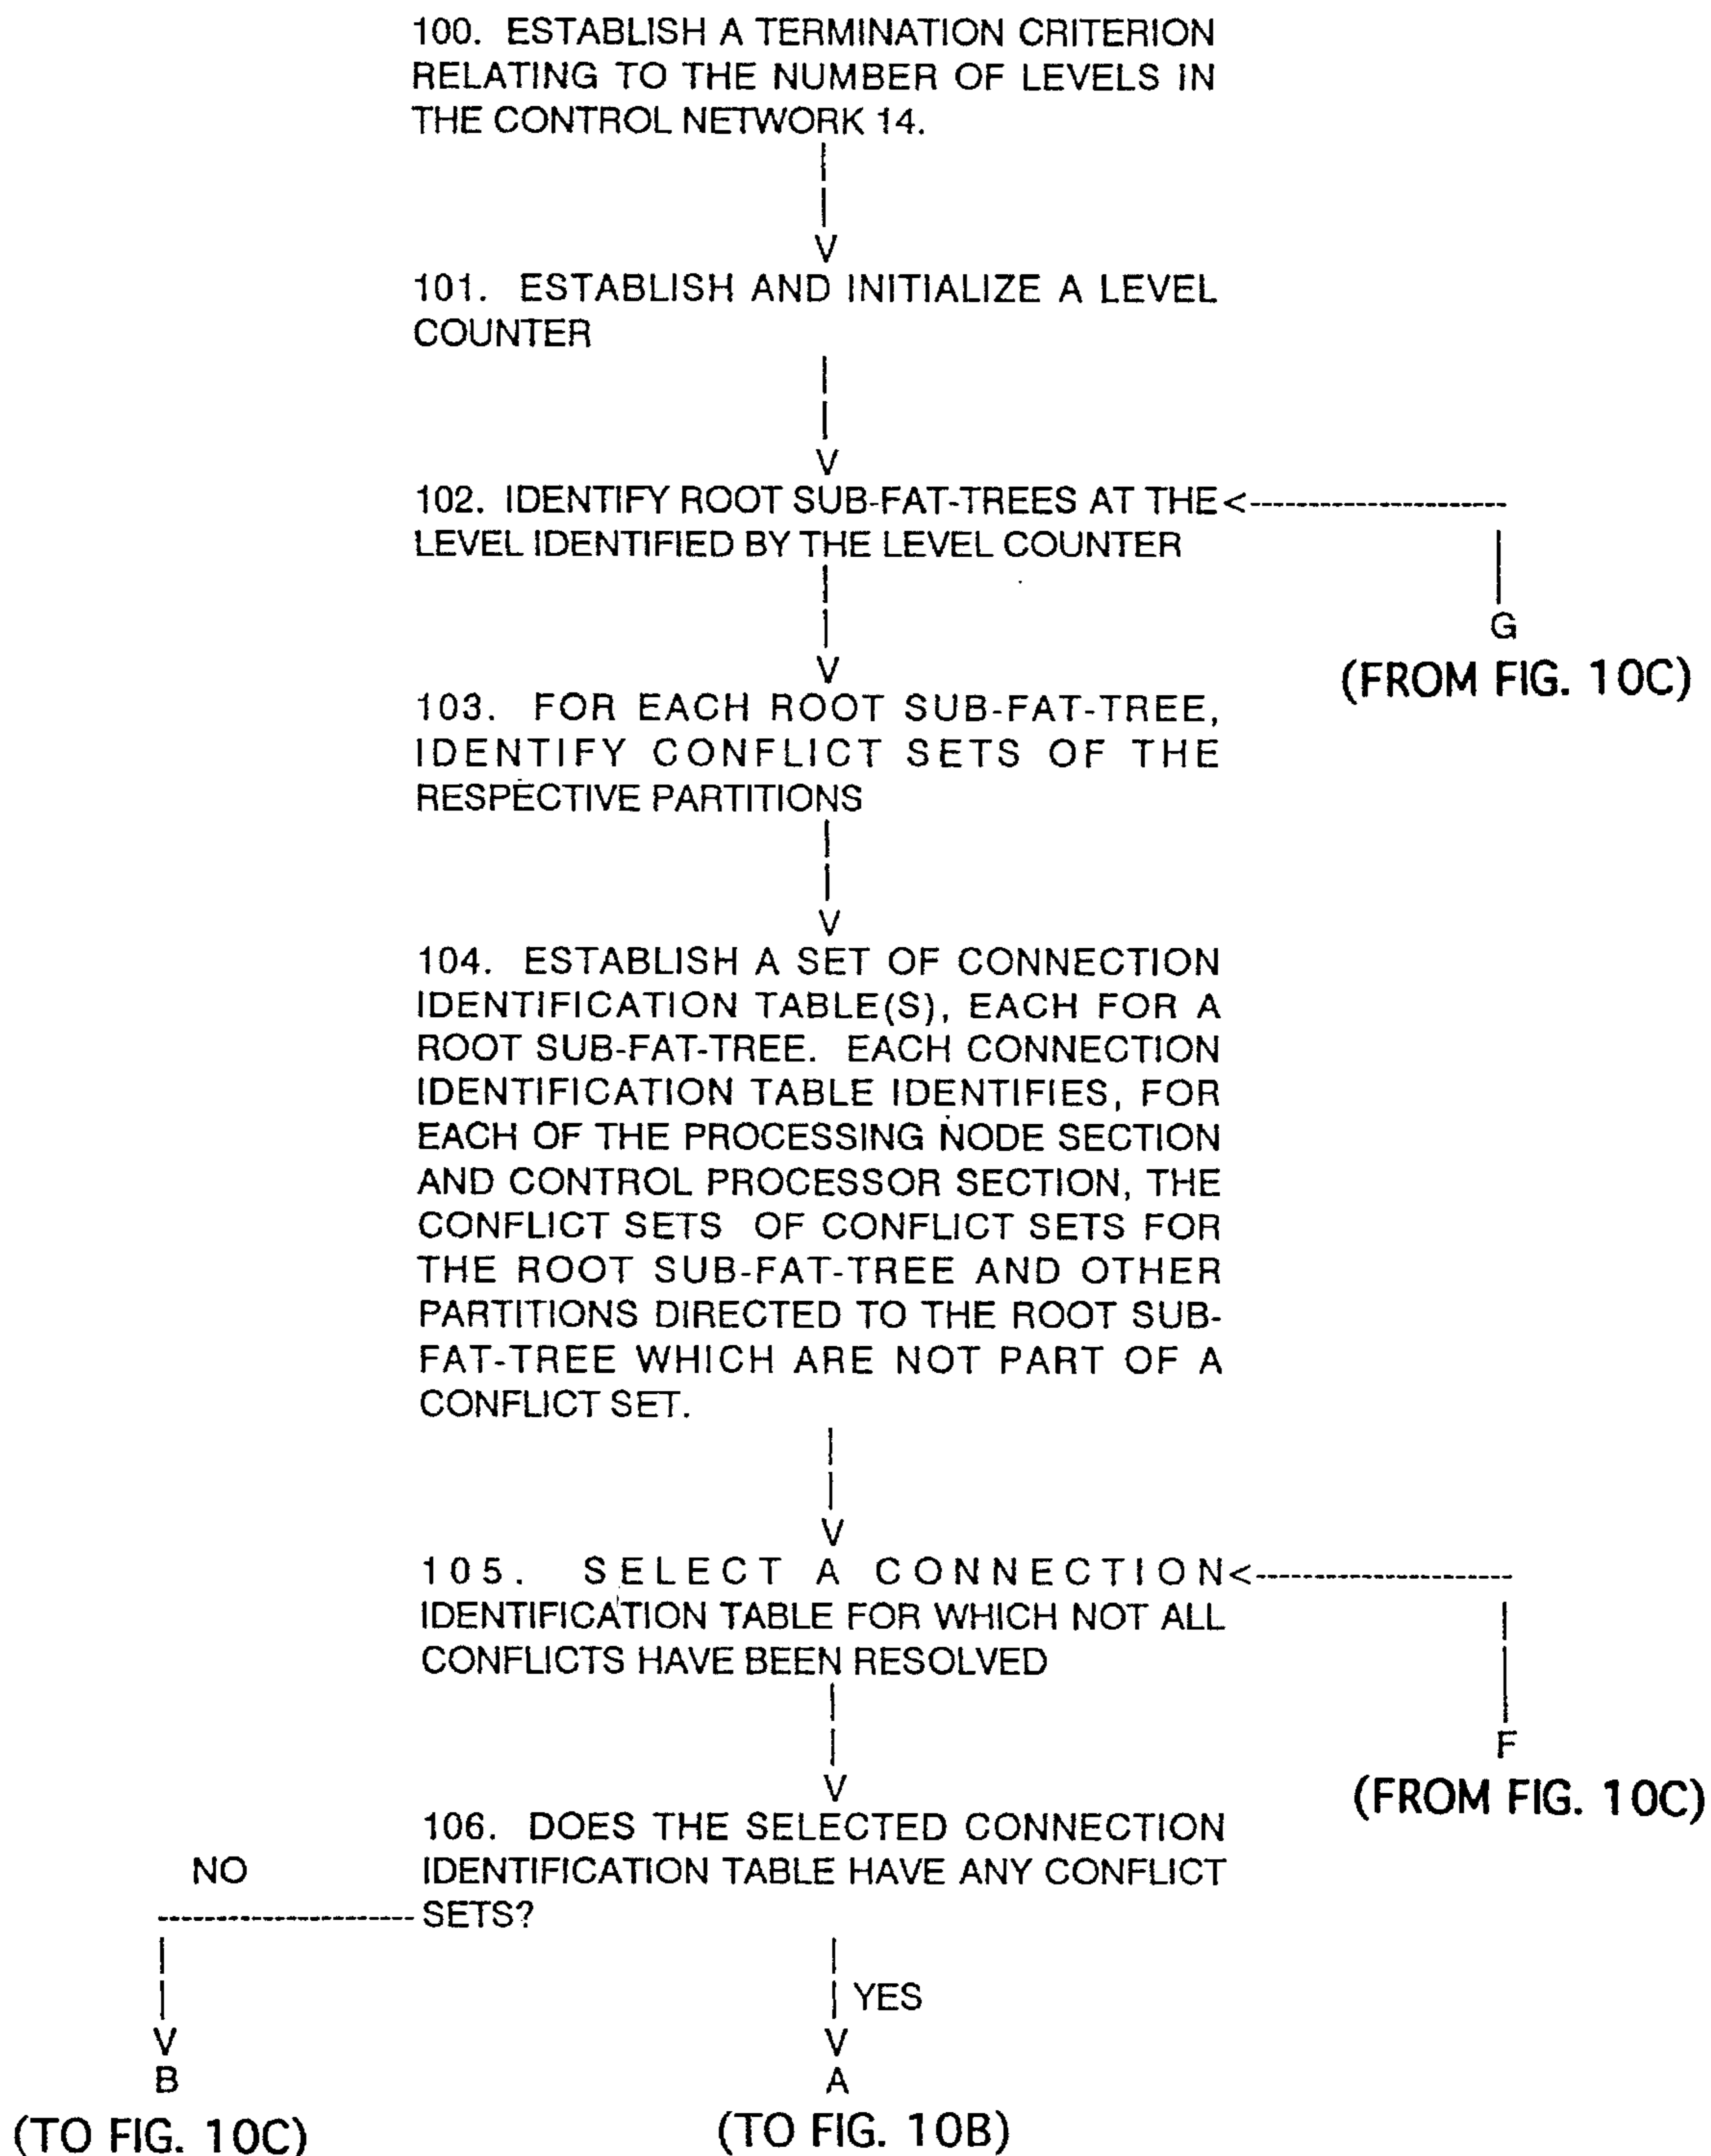 100. ESTABLISH A TERMINATION CRITERION
RELATING TO THE NUMBER OF LEVELS IN
THE CONTROL NETWORK 14.
V
101. ESTABLISH AND INITIALIZE A LEVEL
COUNTER
V
102. IDENTIFY ROOT SUB-FAT-TREES AT THE<---------------------
LEVEL IDENTIFIED BY THE LEVEL COUNTER
G
(FROM FIG. 10C)
V
103. FOR EACH ROOT SUB-FAT-TREE,
IDENTIFY CONFLICT SETS OF THE
RESPECTIVE PARTITIONS
V
104. ESTABLISH A SET OF CONNECTION
IDENTIFICATION TABLE(S), EACH FOR A
ROOT SUB-FAT-TREE. EACH CONNECTION
IDENTIFICATION TABLE IDENTIFIES, FOR
EACH OF THE PROCESSING NODE SECTION
AND CONTROL PROCESSOR SECTION, THE
CONFLICT SETS OF CONFLICT SETS FOR
THE ROOT SUB-FAT-TREE AND OTHER
PARTITIONS DIRECTED TO THE ROOT SUB-
FAT-TREE WHICH ARE NOT PART OF A
CONFLICT SET.
V
105. SELECT A CONNECTION<---------------------
IDENTIFICATION TABLE FOR WHICH NOT ALL
CONFLICTS HAVE BEEN RESOLVED
F
(FROM FIG. 10C)
V
106. DOES THE SELECTED CONNECTION
NO IDENTIFICATION TABLE HAVE ANY CONFLICT
---------------------SETS?
YES
V V
B A
(TO FIG. 10C) (TO FIG. 10B)